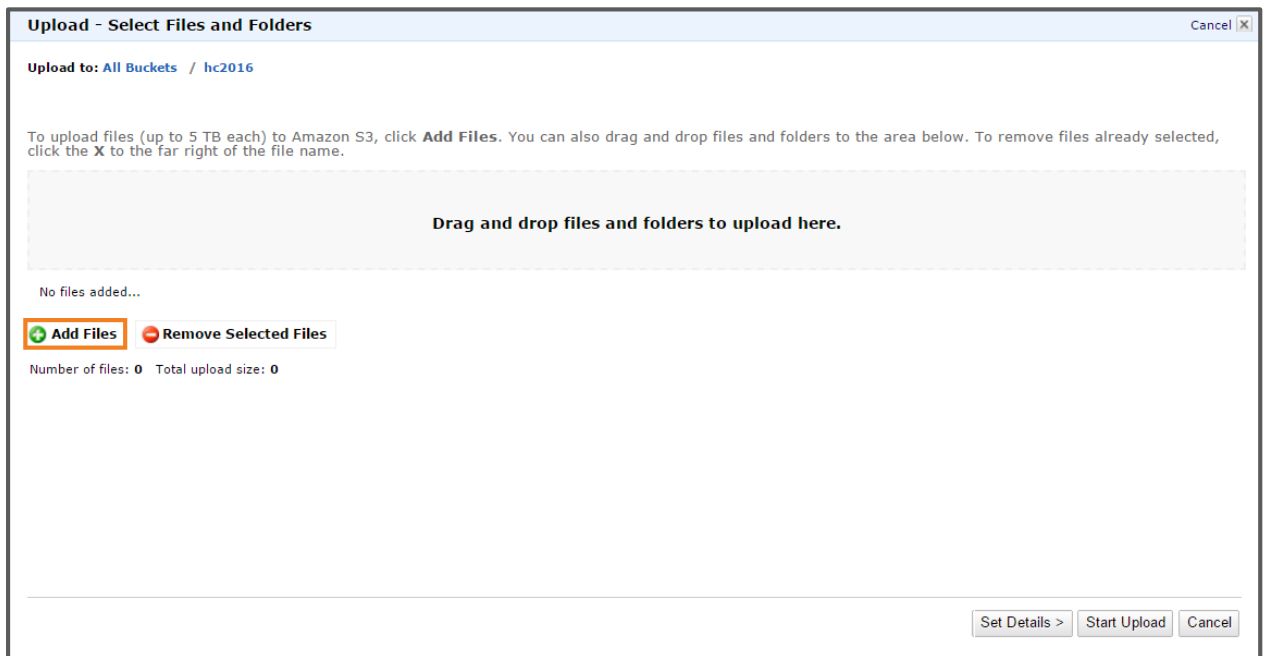 Upload - Select Files and Folders
Cancel
Upload to: All Buckets / hc2016
To upload files (up to 5 TB each) to Amazon S3, click Add Files. You can also drag and drop files and folders to the area below. To remove files already selected,
click the X to the far right of the file name.
Drag and drop files and folders to upload here.
No files added...
Add Files Remove Selected Files
Number of files: 0 Total upload size: 0
Set Details > Start Upload Cancel